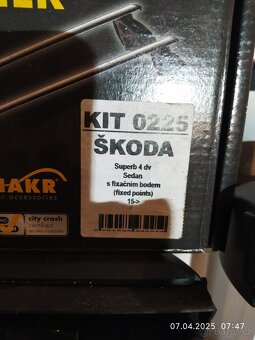 KIT 0225
ŠKODA
Superb 4 dv
Sedan
s fixačním bodem
(fixed points)
15->
HAKR
accessories
city crash
certified
07.04.2025 07:47